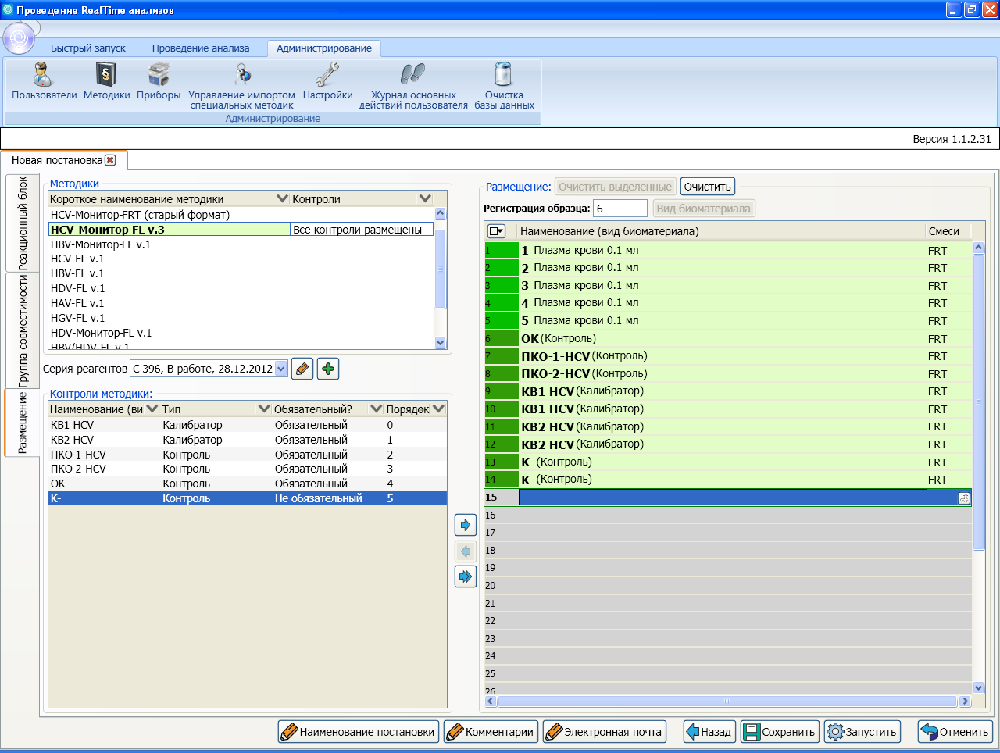 Проведение RealTime анализов
Быстрый запуск Проведение анализа Администрирование
Пользователи Методики Приборы Управление импортом специальных методик Настройки Журнал основных действий пользователя Очистка базы данных
Администрирование
Версия 1.1.2.31
Новая постановка
Реакционный блок
Группа совместимости
Размещение
Методики
Короткое наименование методики Контроли
HCV-Монитор-FRT (старый формат)
HCV-Монитор-FL v.3 Все контроли размещены
HBV-Монитор-FL v.1
HCV-FL v.1
HBV-FL v.1
HDV-FL v.1
HAV-FL v.1
HGV-FL v.1
HDV-Монитор-FL v.1
HBV/HDV-FL v.1
Серия реагентов С-396, В работе, 28.12.2012
Контроли методики:
Наименование (ви Тип Обязательный? Порядок
КВ1 HCV Калибратор Обязательный 0
КВ2 HCV Калибратор Обязательный 1
ПКО-1-HCV Контроль Обязательный 2
ПКО-2-HCV Контроль Обязательный 3
ОК Контроль Обязательный 4
К- Контроль Не обязательный 5
Размещение: Очистить выделенные Очистить
Регистрация образца: 6 Вид биоматериала
Наименование (вид биоматериала) Смеси
1 1 Плазма крови 0.1 мл FRT
2 2 Плазма крови 0.1 мл FRT
3 3 Плазма крови 0.1 мл FRT
4 4 Плазма крови 0.1 мл FRT
5 5 Плазма крови 0.1 мл FRT
6 ОК (Контроль) FRT
7 ПКО-1-HCV (Контроль) FRT
8 ПКО-2-HCV (Контроль) FRT
9 КВ1 HCV (Калибратор) FRT
10 КВ1 HCV (Калибратор) FRT
11 КВ2 HCV (Калибратор) FRT
12 КВ2 HCV (Калибратор) FRT
13 К- (Контроль) FRT
14 К- (Контроль) FRT
15
16
17
18
19
20
21
22
23
24
25
26
Наименование постановки Комментарии Электронная почта Назад Сохранить Запустить Отменить